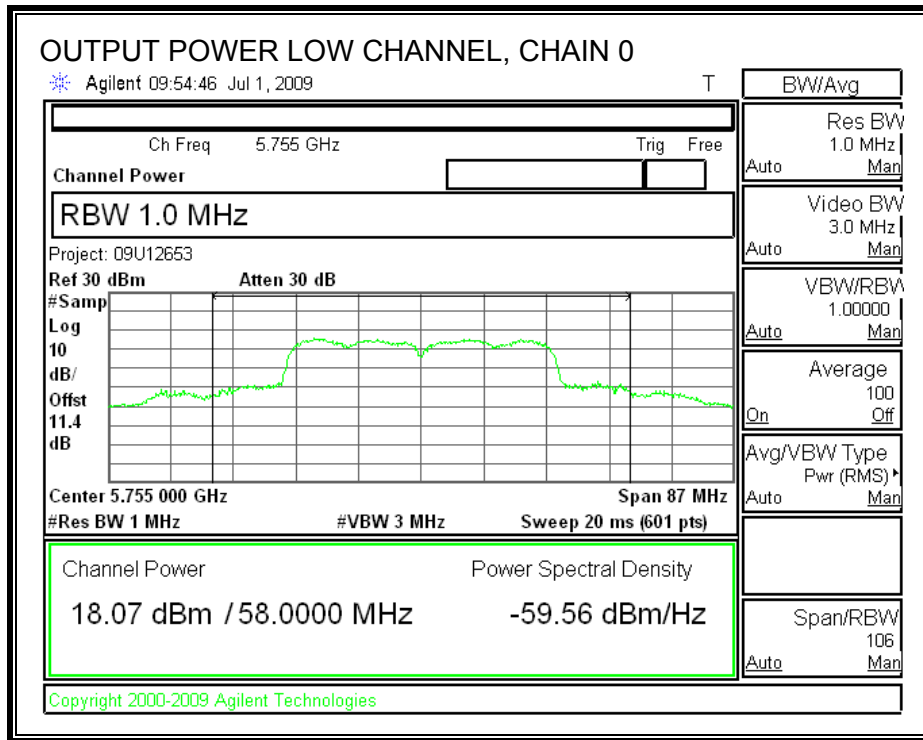 OUTPUT POWER LOW CHANNEL, CHAIN 0
Agilent 09:54:46 Jul 1, 2009 T
Ch Freq 5.755 GHz Trig Free
Channel Power
RBW 1.0 MHz
Project: 09U12653
Ref 30 dBm Atten 30 dB
#Samp
Log
10
dB/
Offst
11.4
dB
Center 5.755 000 GHz Span 87 MHz
#Res BW 1 MHz #VBW 3 MHz Sweep 20 ms (601 pts)
Channel Power Power Spectral Density
18.07 dBm / 58.0000 MHz -59.56 dBm/Hz
Copyright 2000-2009 Agilent Technologies
BW/Avg
Res BW
1.0 MHz
Auto Man
Video BW
3.0 MHz
Auto Man
VBW/RBW
1.00000
Auto Man
Average
100
On Off
Avg/VBW Type
Pwr (RMS)
Auto Man
Span/RBW
106
Auto Man